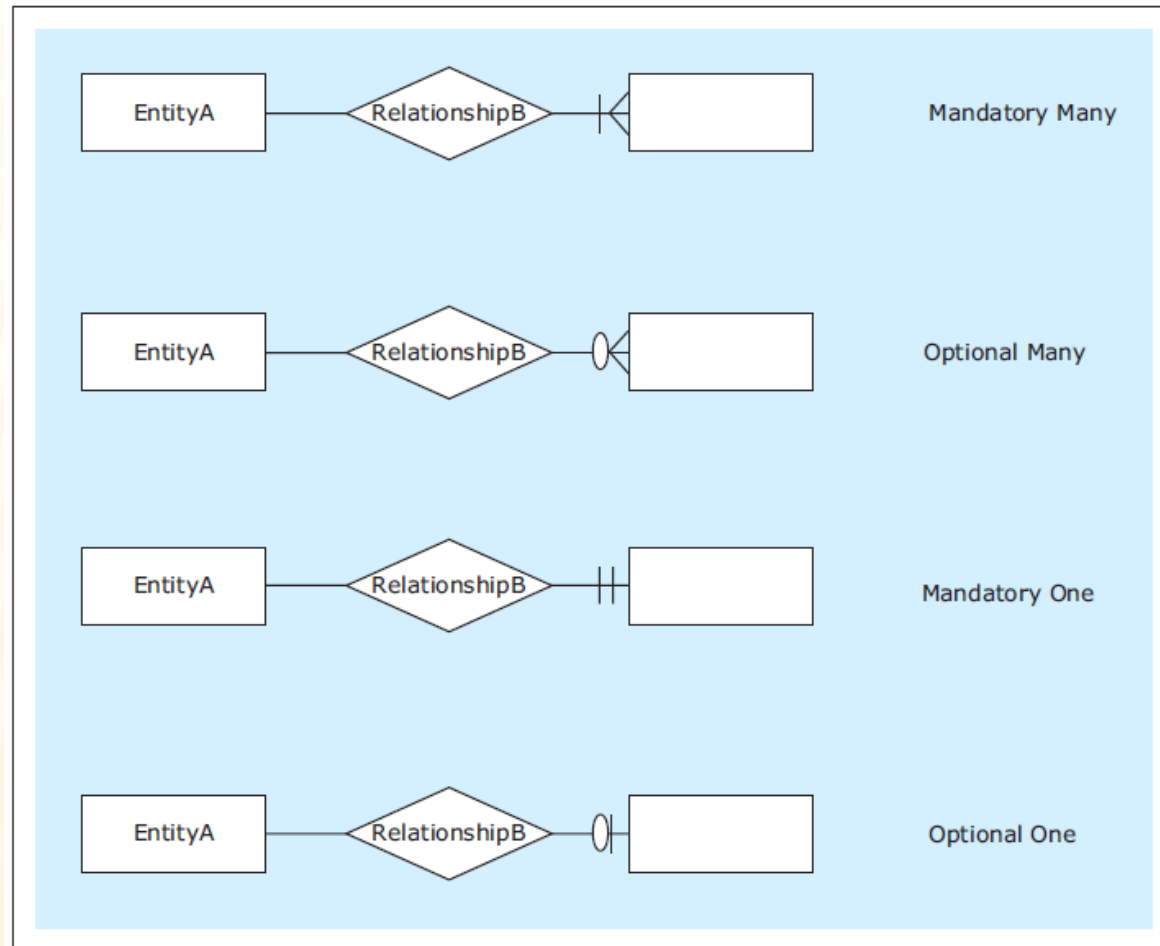 EntityA RelationshipB Mandatory Many
EntityA RelationshipB Optional Many
EntityA RelationshipB Mandatory One
EntityA RelationshipB Optional One